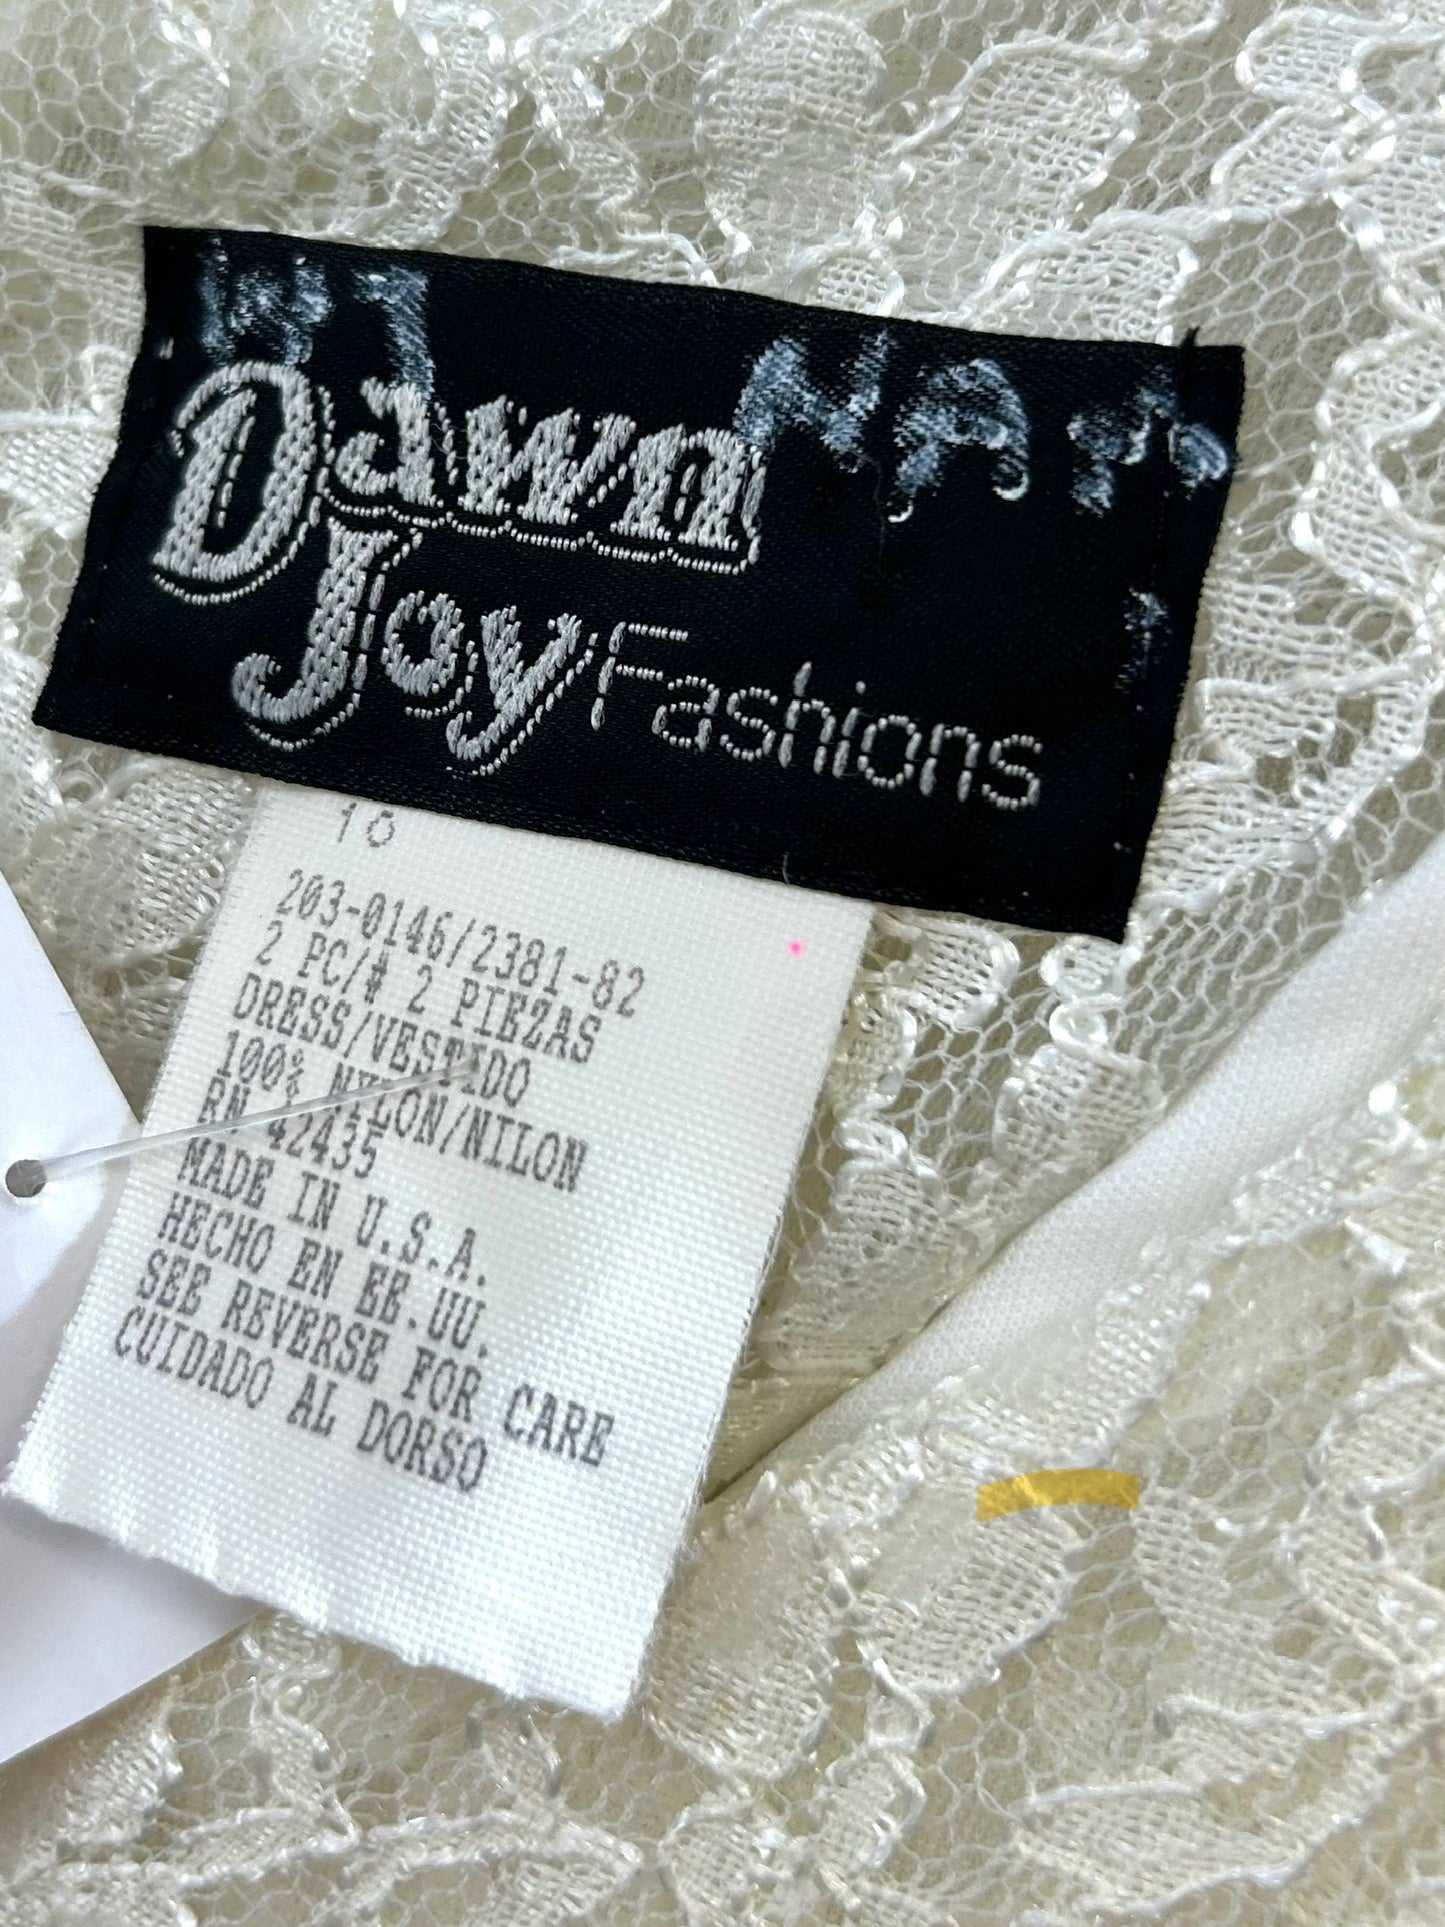 Dawn
Joy Fashions
16
203-0146/2381-82
2 PC/# 2 PIEZAS
DRESS/VESTIDO
100% NYLON/NILON
RN 42435
MADE IN U.S.A.
HECHO EN EE.UU.
SEE REVERSE FOR CARE
CUIDADO AL DORSO